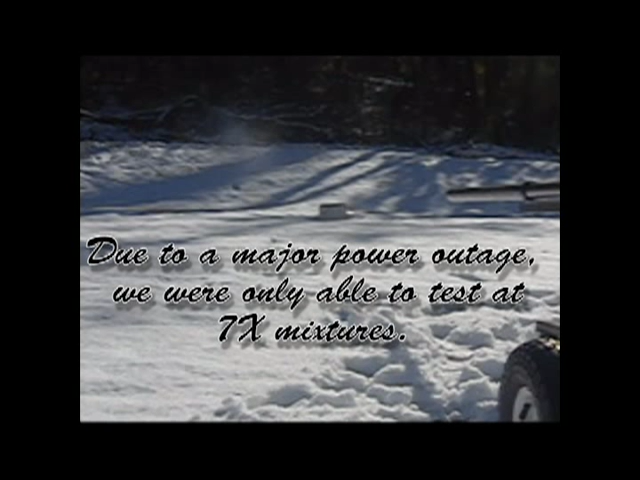 Due to a major power outage,
we were only able to test at
7X mixtures.